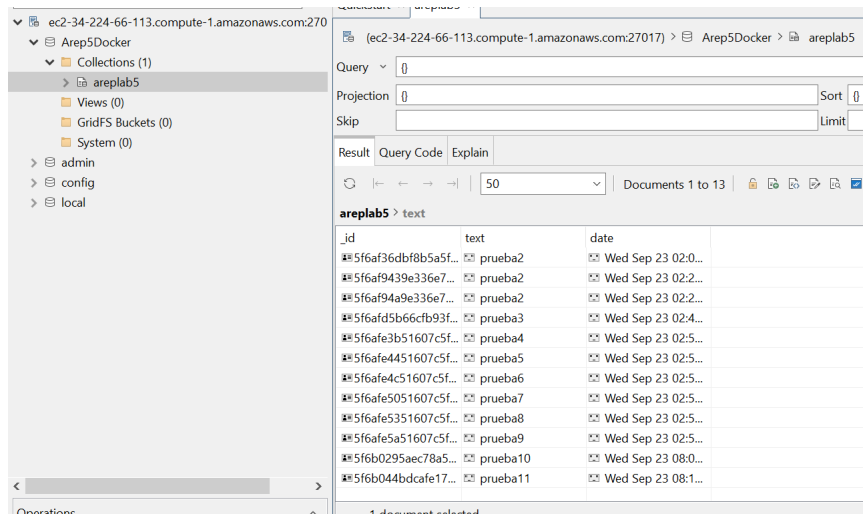 Quickstart areplab5
ec2-34-224-66-113.compute-1.amazonaws.com:270
Arep5Docker
Collections (1)
areplab5
Views (0)
GridFS Buckets (0)
System (0)
admin
config
local
Operations
(ec2-34-224-66-113.compute-1.amazonaws.com:27017) > Arep5Docker > areplab5
Query {}
Projection {} Sort {}
Skip Limit
Result Query Code Explain
50 Documents 1 to 13
areplab5 > text
_id text date
5f6af36dbf8b5a5f... prueba2 Wed Sep 23 02:0...
5f6af9439e336e7... prueba2 Wed Sep 23 02:2...
5f6af94a9e336e7... prueba2 Wed Sep 23 02:2...
5f6afd5b66cfb93f... prueba3 Wed Sep 23 02:4...
5f6afe3b51607c5f... prueba4 Wed Sep 23 02:5...
5f6afe4451607c5f... prueba5 Wed Sep 23 02:5...
5f6afe4c51607c5f... prueba6 Wed Sep 23 02:5...
5f6afe5051607c5f... prueba7 Wed Sep 23 02:5...
5f6afe5351607c5f... prueba8 Wed Sep 23 02:5...
5f6afe5a51607c5f... prueba9 Wed Sep 23 02:5...
5f6b0295aec78a5... prueba10 Wed Sep 23 08:0...
5f6b044bdcafe17... prueba11 Wed Sep 23 08:1...
1 document selected